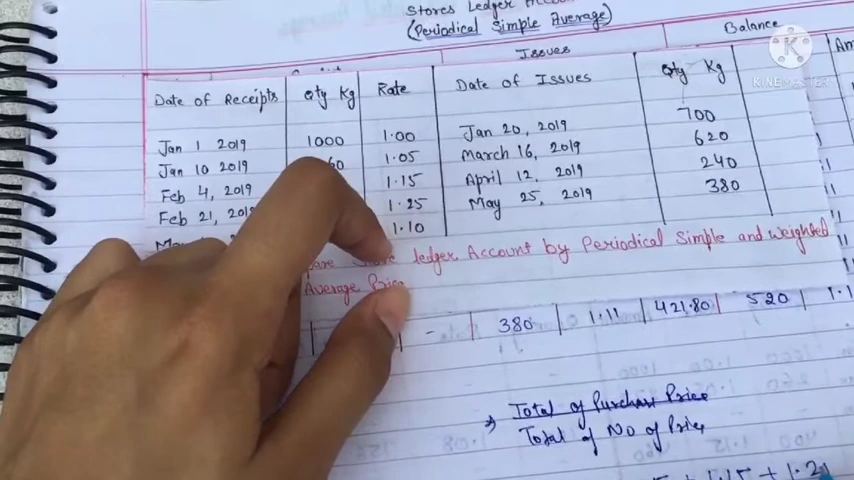 Stores Ledger
(Periodical Simple Average)
Issues
Balance
Date of Receipts Qty Kg Rate Date of Issues Qty Kg
KINEMASTER
Jan 1 2019 1000 1.00 Jan 20, 2019 700
Jan 10 2019 60 1.05 March 16, 2019 620
Feb 4, 2019 1.15 April 12, 2019 240
Feb 21, 2019 1.25 May 25, 2019 380
1.10
ledger Account by Periodical Simple and weighted
Average Price
- 380 1.11 421.80 520
⇒ Total of Purchase Price
Total of No of Price
+ 1.15 + 1.2